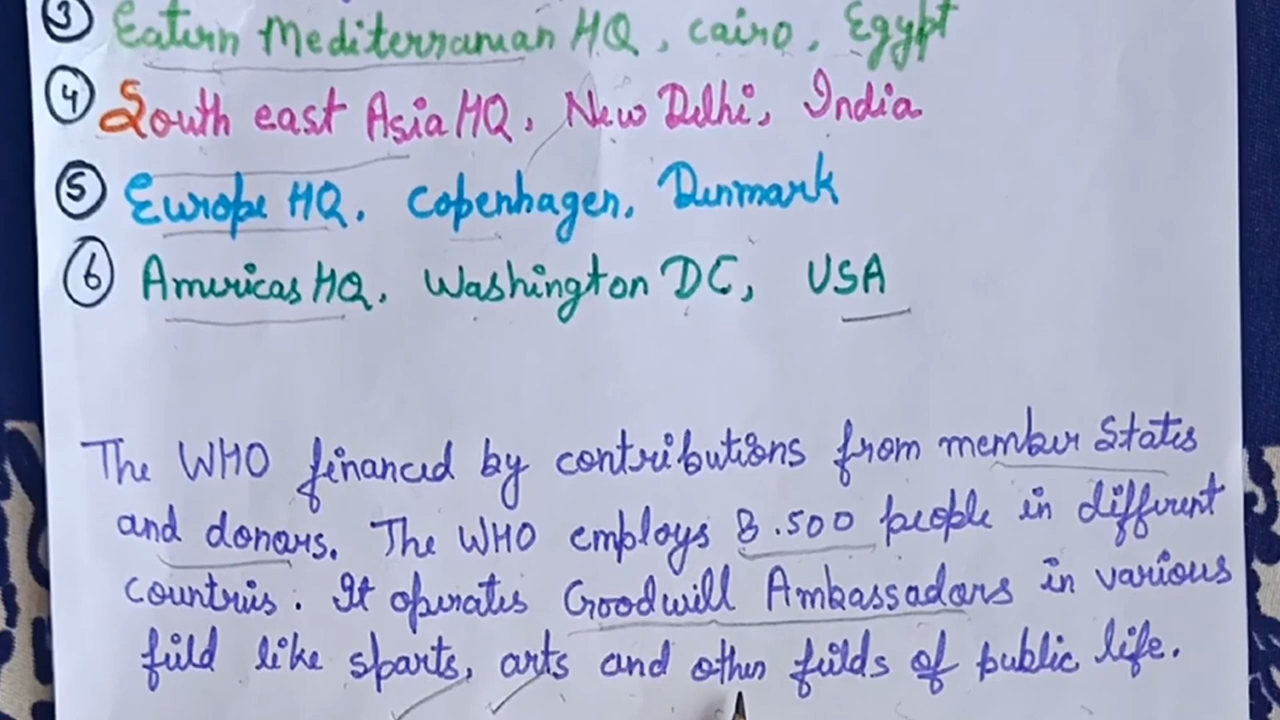 ③ Eatern Mediterranean HQ, Cairo, Egypt
④ South east Asia HQ, New Delhi, India
⑤ Europe HQ. Copenhagen, Denmark
⑥ Americas HQ. Washington DC, USA
The WHO financed by contributions from member States
and donars. The WHO employs 8.500 people in different
countries. It operates Goodwill Ambassadars in various
field like sparts, arts and other fields of public life.